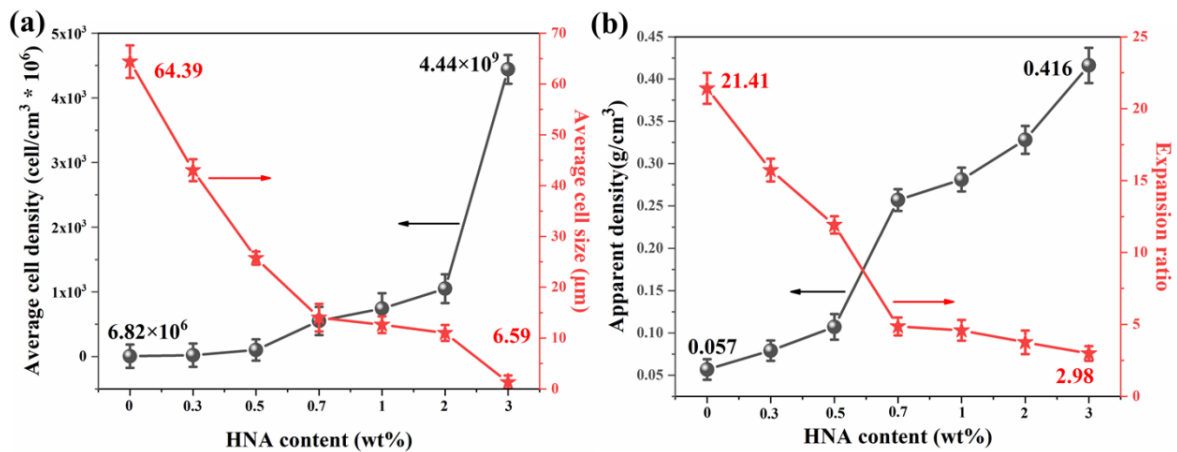 (a)
Average cell density (cell/cm³ * 10⁶)
5x10³
4x10³
3x10³
2x10³
1x10³
0
64.39
4.44×10⁹
6.82×10⁶
6.59
70
60
50
40
30
20
10
0
Average cell size (μm)
0 0.3 0.5 0.7 1 2 3
HNA content (wt%)
(b)
Apparent density(g/cm³)
0.45
0.40
0.35
0.30
0.25
0.20
0.15
0.10
0.05
21.41
0.416
0.057
2.98
25
20
15
10
5
0
Expansion ratio
0 0.3 0.5 0.7 1 2 3
HNA content (wt%)